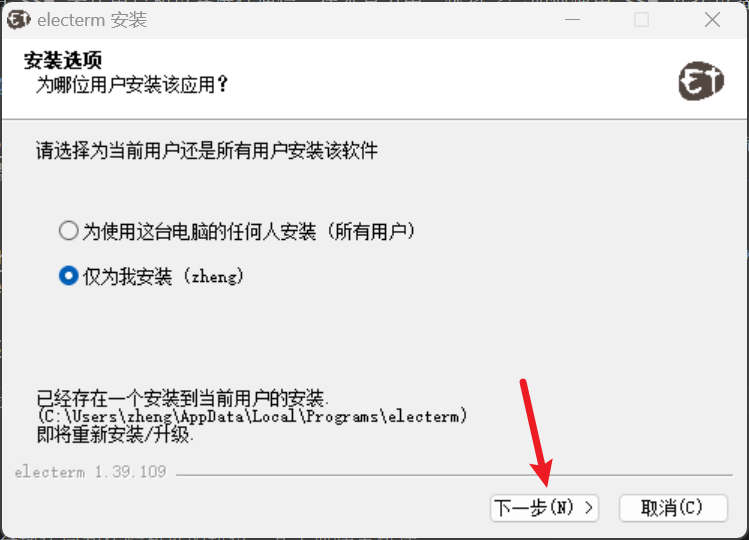 electerm 安装
安装选项
为哪位用户安装该应用？
请选择为当前用户还是所有用户安装该软件
为使用这台电脑的任何人安装（所有用户）
仅为我安装（zheng）
已经存在一个安装到当前用户的安装.
(C:\Users\zheng\AppData\Local\Programs\electerm)
即将重新安装/升级.
electerm 1.39.109
下一步(N) >
取消(C)